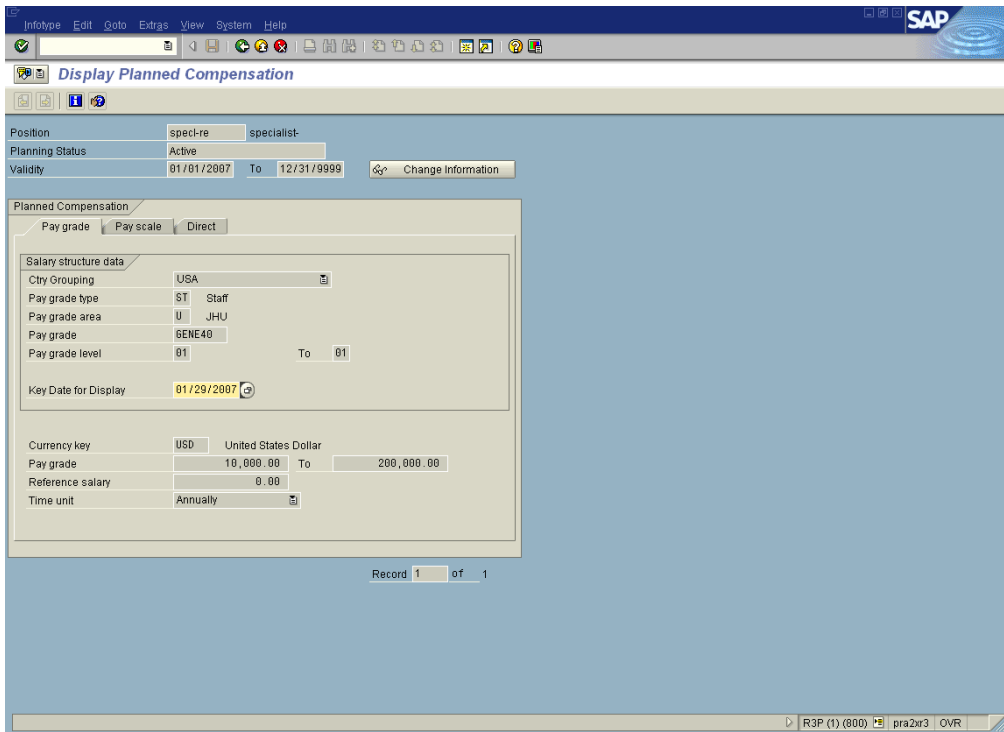 Infotype Edit Goto Extras View System Help
SAP
Display Planned Compensation
Position specl-re specialist-
Planning Status Active
Validity 01/01/2007 To 12/31/9999 Change Information
Planned Compensation
Pay grade Pay scale Direct
Salary structure data
Ctry Grouping USA
Pay grade type ST Staff
Pay grade area U JHU
Pay grade GENE40
Pay grade level 01 To 01
Key Date for Display 01/29/2007
Currency key USD United States Dollar
Pay grade 10,000.00 To 200,000.00
Reference salary 0.00
Time unit Annually
Record 1 of 1
R3P (1) (800) pra2xr3 OVR